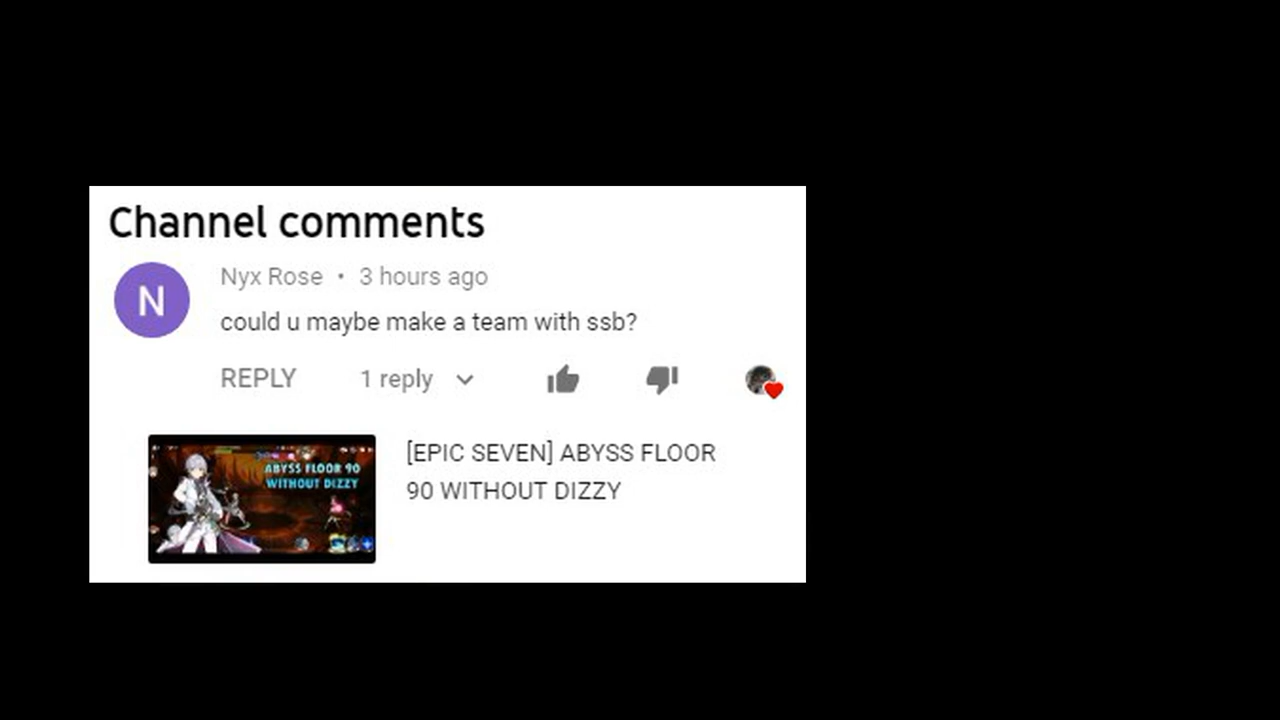 Channel comments
N
Nyx Rose • 3 hours ago
could u maybe make a team with ssb?
REPLY 1 reply
ABYSS FLOOR 90
WITHOUT DIZZY
[EPIC SEVEN] ABYSS FLOOR
90 WITHOUT DIZZY